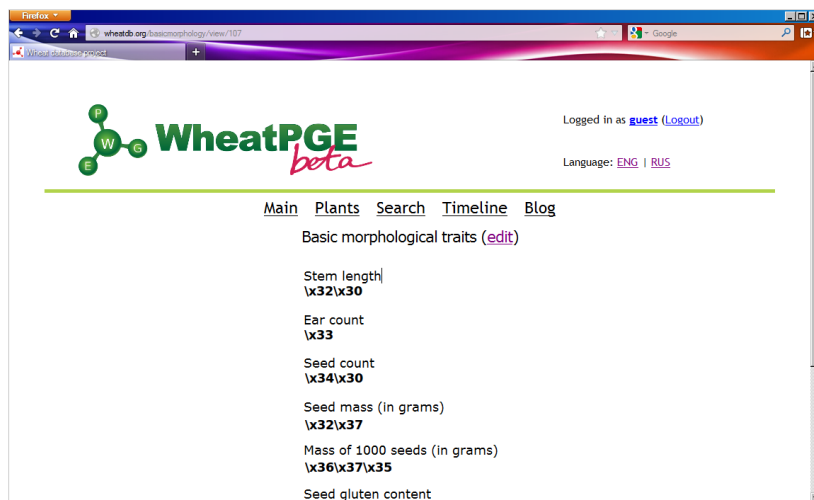 Firefox
wheatdb.org/basicmorphology/view/107
Google
Wheat database project
P
W
G
E
WheatPGE
beta
Logged in as guest (Logout)
Language: ENG | RUS
Main Plants Search Timeline Blog
Basic morphological traits (edit)
Stem length
\x32\x30
Ear count
\x33
Seed count
\x34\x30
Seed mass (in grams)
\x32\x37
Mass of 1000 seeds (in grams)
\x36\x37\x35
Seed gluten content